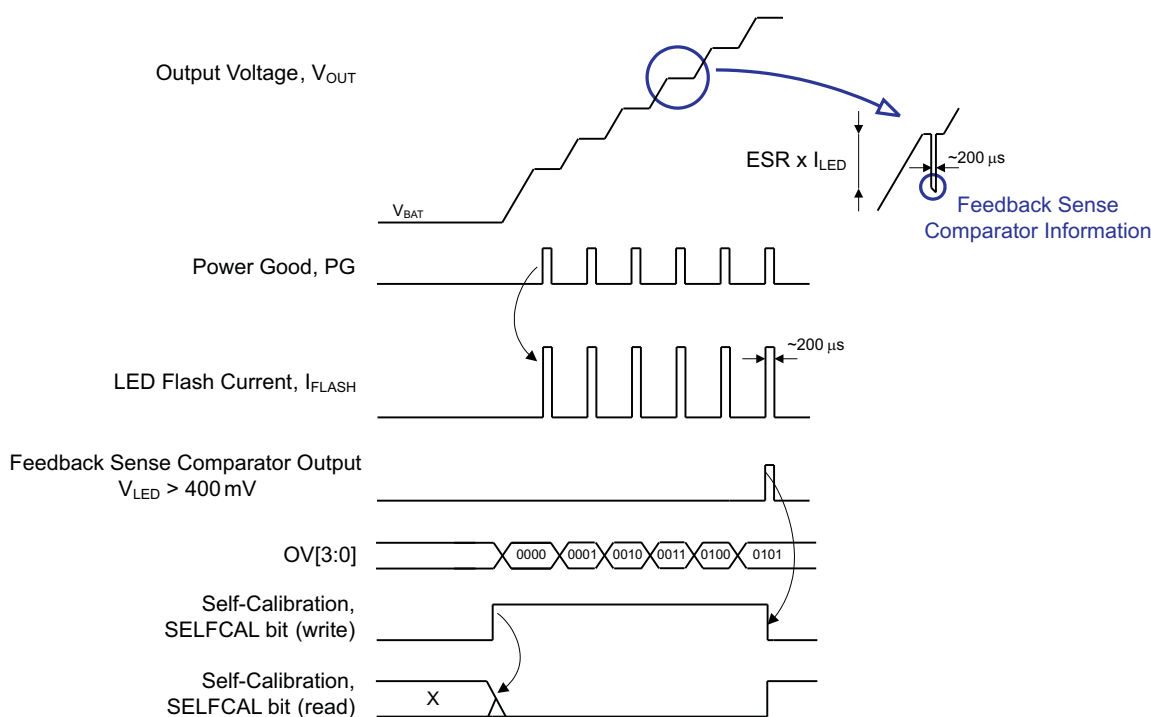 Output Voltage, VOUT
ESR x ILED
~200 μs
Feedback Sense
Comparator Information
VBAT
Power Good, PG
~200 μs
LED Flash Current, IFLASH
Feedback Sense Comparator Output
VLED > 400 mV
OV[3:0]
0000 0001 0010 0011 0100 0101
Self-Calibration,
SELFCAL bit (write)
Self-Calibration,
SELFCAL bit (read)
X